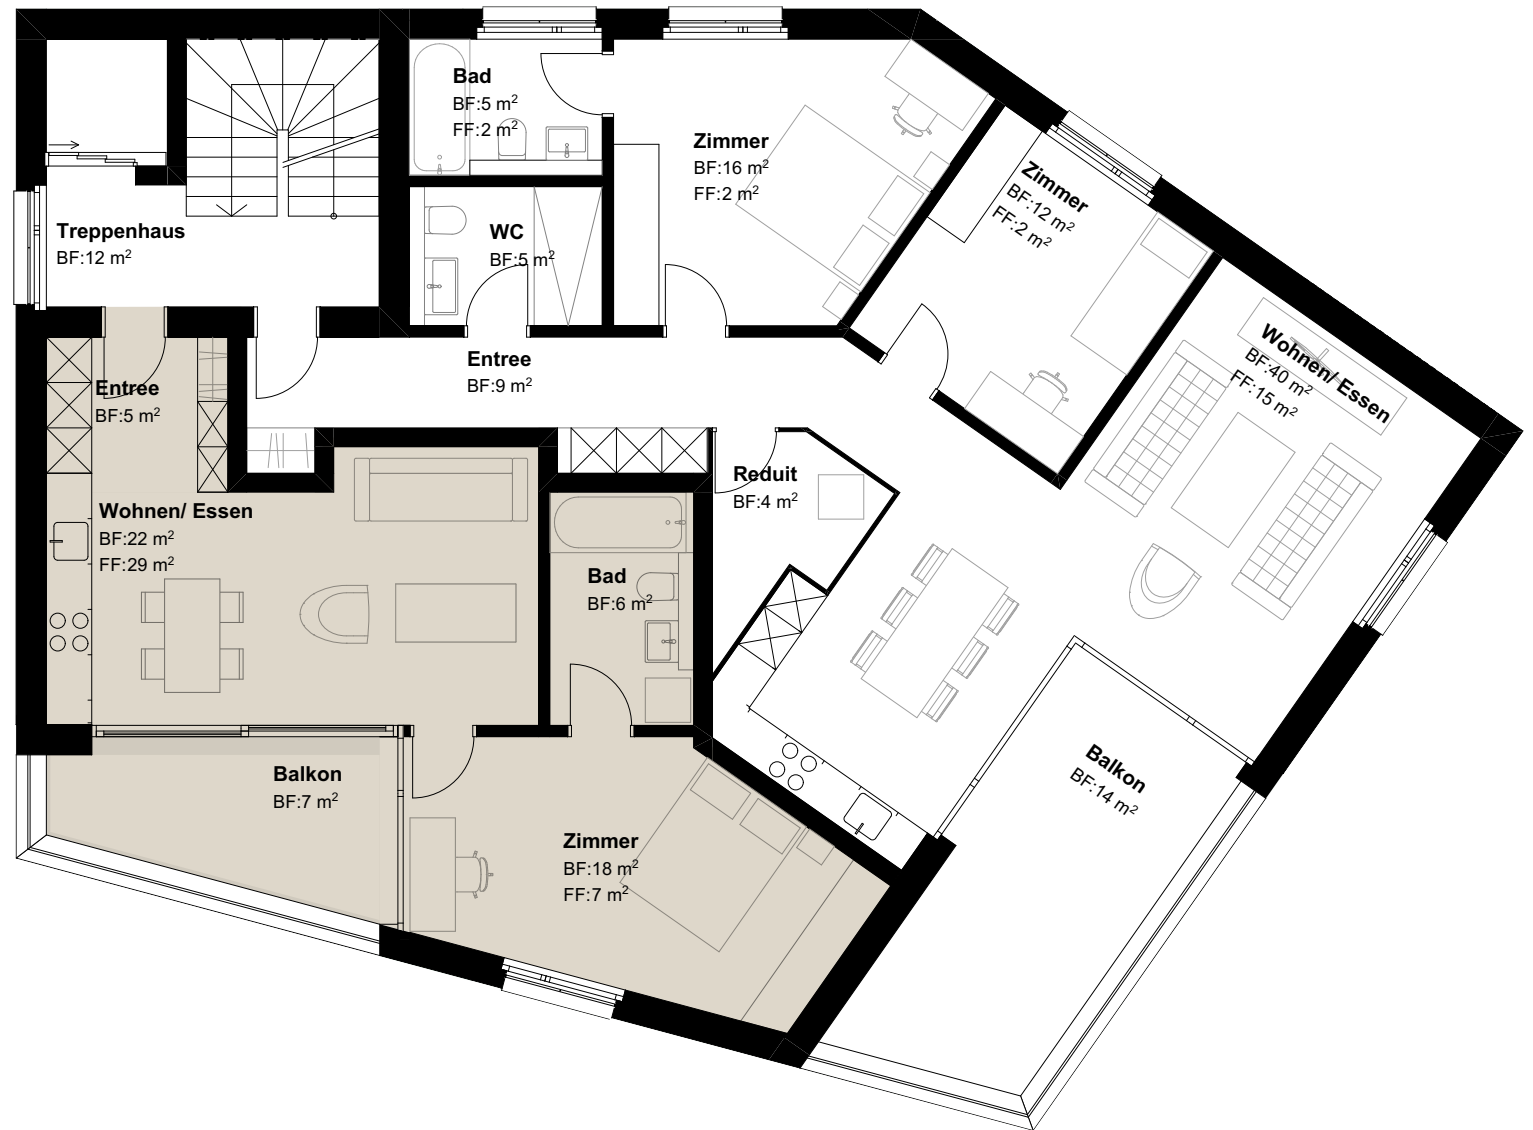 Bad
BF:5 m²
FF:2 m²
Zimmer
BF:16 m²
FF:2 m²
Zimmer
BF:12 m²
FF:2 m²
Treppenhaus
BF:12 m²
WC
BF:5 m²
Entree
BF:9 m²
Wohnen/ Essen
BF:40 m²
FF:15 m²
Entree
BF:5 m²
Reduit
BF:4 m²
Wohnen/ Essen
BF:22 m²
FF:29 m²
Bad
BF:6 m²
Balkon
BF:7 m²
Balkon
BF:14 m²
Zimmer
BF:18 m²
FF:7 m²